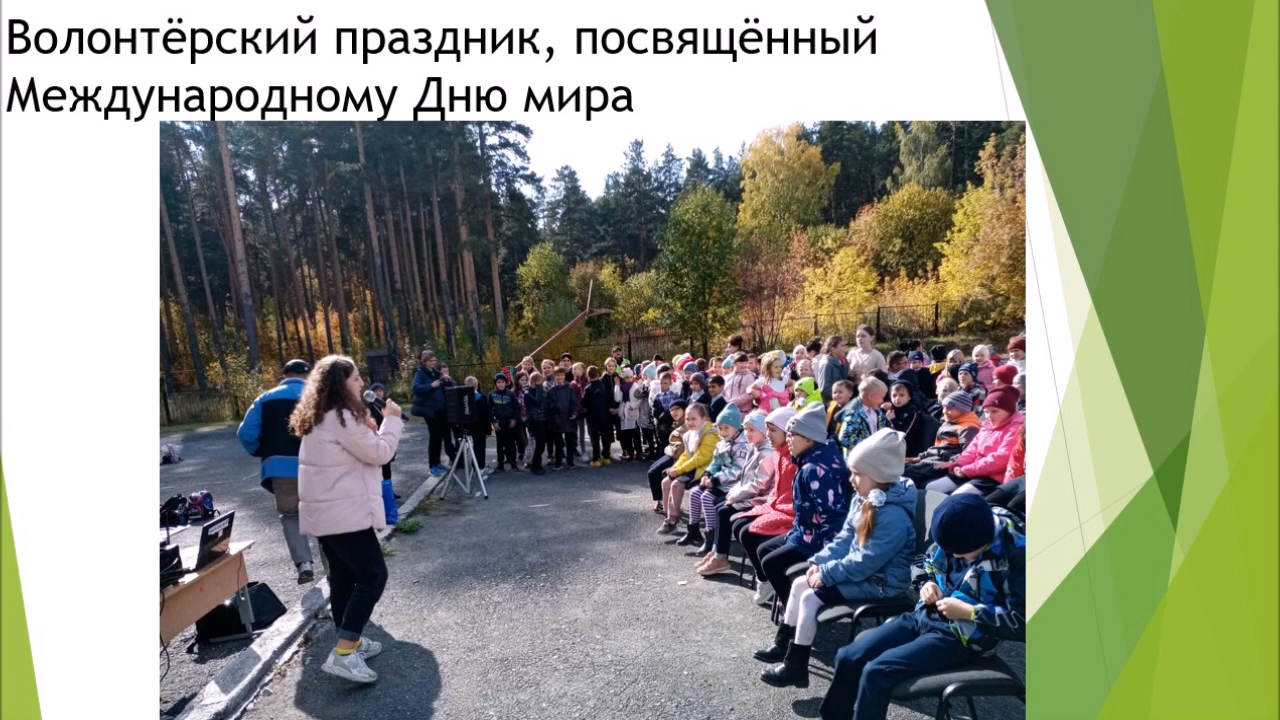 Волонтёрский праздник, посвящённый
Международному Дню мира